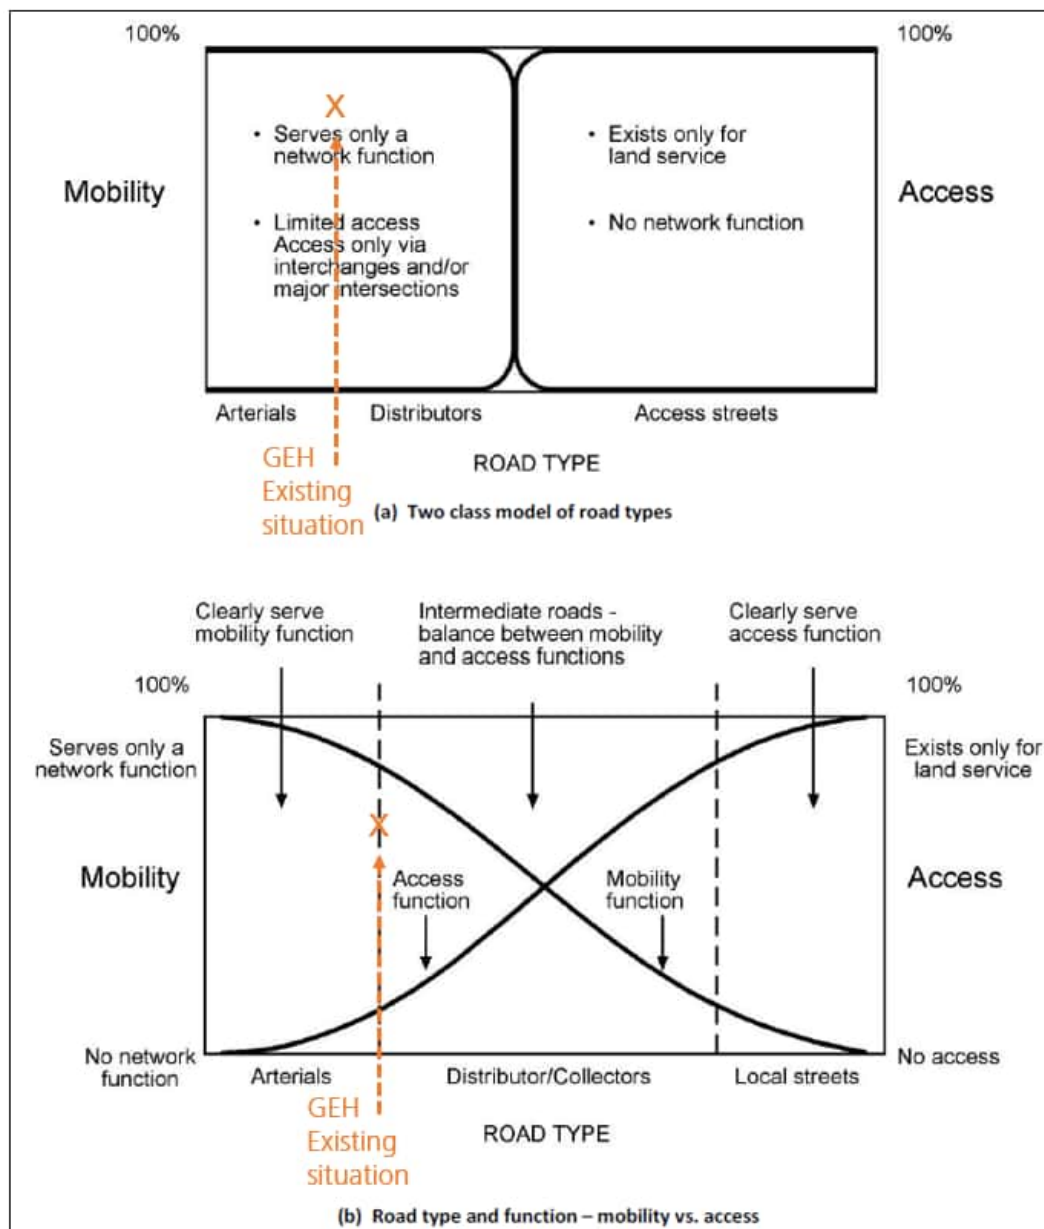 100%
100%
• Serves only a
network function
• Exists only for
land service
Mobility
Access
• Limited access
Access only via
interchanges and/or
major intersections
• No network function
Arterials
Distributors
Access streets
GEH
Existing
situation
ROAD TYPE
(a) Two class model of road types
Clearly serve
mobility function
Intermediate roads -
balance between mobility
and access functions
Clearly serve
access function
100%
100%
Serves only a
network function
Exists only for
land service
X
X
Mobility
Access
function
Mobility
function
Access
No network
function
No access
Arterials
Distributor/Collectors
Local streets
GEH
Existing
situation
ROAD TYPE
(b) Road type and function – mobility vs. access